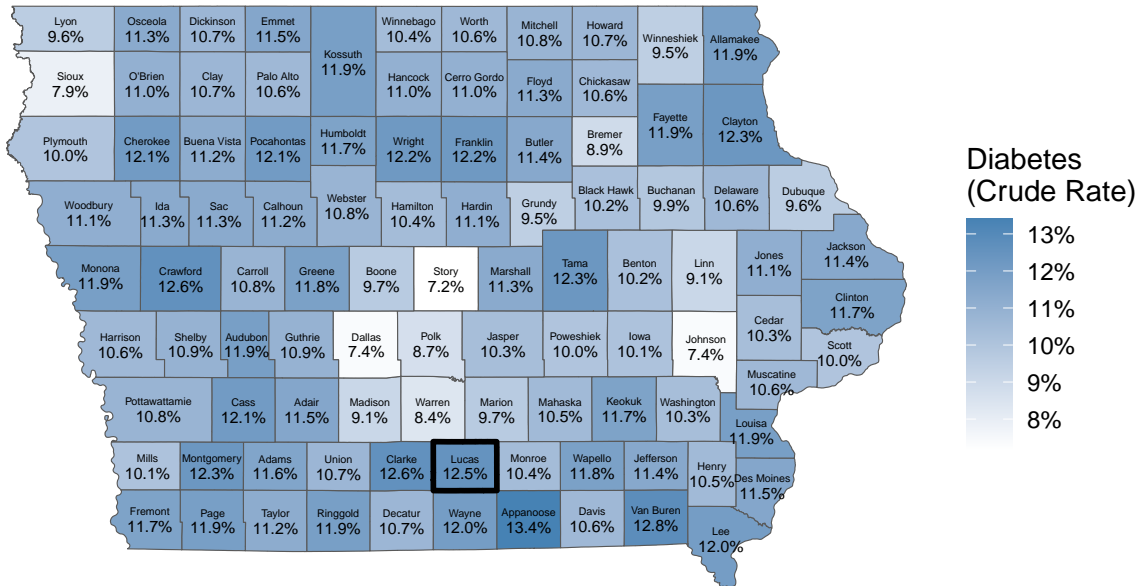 Lyon
9.6%
Osceola
11.3%
Dickinson
10.7%
Emmet
11.5%
Kossuth
11.9%
Winnebago
10.4%
Worth
10.6%
Mitchell
10.8%
Howard
10.7%
Winneshiek
9.5%
Allamakee
11.9%
Sioux
7.9%
O'Brien
11.0%
Clay
10.7%
Palo Alto
10.6%
Hancock
11.0%
Cerro Gordo
11.0%
Floyd
11.3%
Chickasaw
10.6%
Fayette
11.9%
Clayton
12.3%
Plymouth
10.0%
Cherokee
12.1%
Buena Vista
11.2%
Pocahontas
12.1%
Humboldt
11.7%
Wright
12.2%
Franklin
12.2%
Butler
11.4%
Bremer
8.9%
Woodbury
11.1%
Ida
11.3%
Sac
11.3%
Calhoun
11.2%
Webster
10.8%
Hamilton
10.4%
Hardin
11.1%
Grundy
9.5%
Black Hawk
10.2%
Buchanan
9.9%
Delaware
10.6%
Dubuque
9.6%
Monona
11.9%
Crawford
12.6%
Carroll
10.8%
Greene
11.8%
Boone
9.7%
Story
7.2%
Marshall
11.3%
Tama
12.3%
Benton
10.2%
Linn
9.1%
Jones
11.1%
Jackson
11.4%
Clinton
11.7%
Harrison
10.6%
Shelby
10.9%
Audubon
11.9%
Guthrie
10.9%
Dallas
7.4%
Polk
8.7%
Jasper
10.3%
Poweshiek
10.0%
Iowa
10.1%
Johnson
7.4%
Cedar
10.3%
Scott
10.0%
Muscatine
10.6%
Pottawattamie
10.8%
Cass
12.1%
Adair
11.5%
Madison
9.1%
Warren
8.4%
Marion
9.7%
Mahaska
10.5%
Keokuk
11.7%
Washington
10.3%
Louisa
11.9%
Mills
10.1%
Montgomery
12.3%
Adams
11.6%
Union
10.7%
Clarke
12.6%
Lucas
12.5%
Monroe
10.4%
Wapello
11.8%
Jefferson
11.4%
Henry
10.5%
Des Moines
11.5%
Fremont
11.7%
Page
11.9%
Taylor
11.2%
Ringgold
11.9%
Decatur
10.7%
Wayne
12.0%
Appanoose
13.4%
Davis
10.6%
Van Buren
12.8%
Lee
12.0%
Diabetes
(Crude Rate)
13%
12%
11%
10%
9%
8%